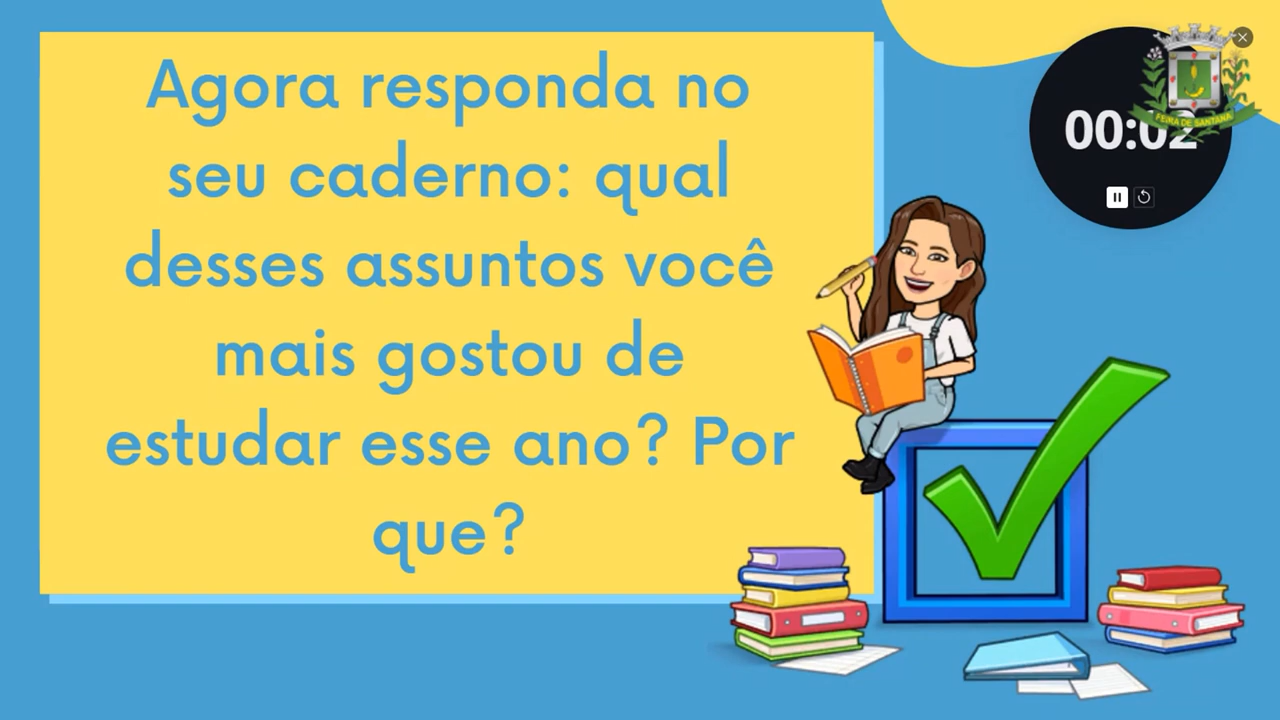 Agora responda no
seu caderno: qual
desses assuntos você
mais gostou de
estudar esse ano? Por
que?
00:02
FEIRA DE SANTANA